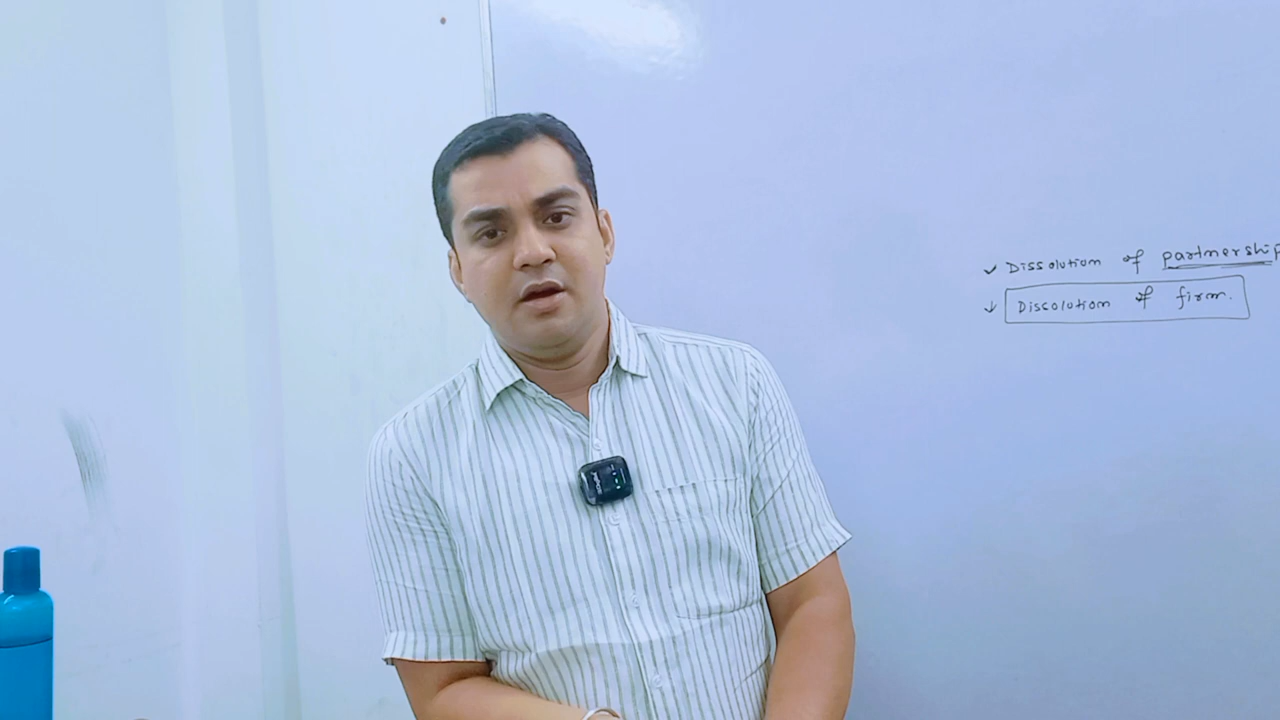 ✓ Dissolution of partnership
↓ Dissolution of firm.